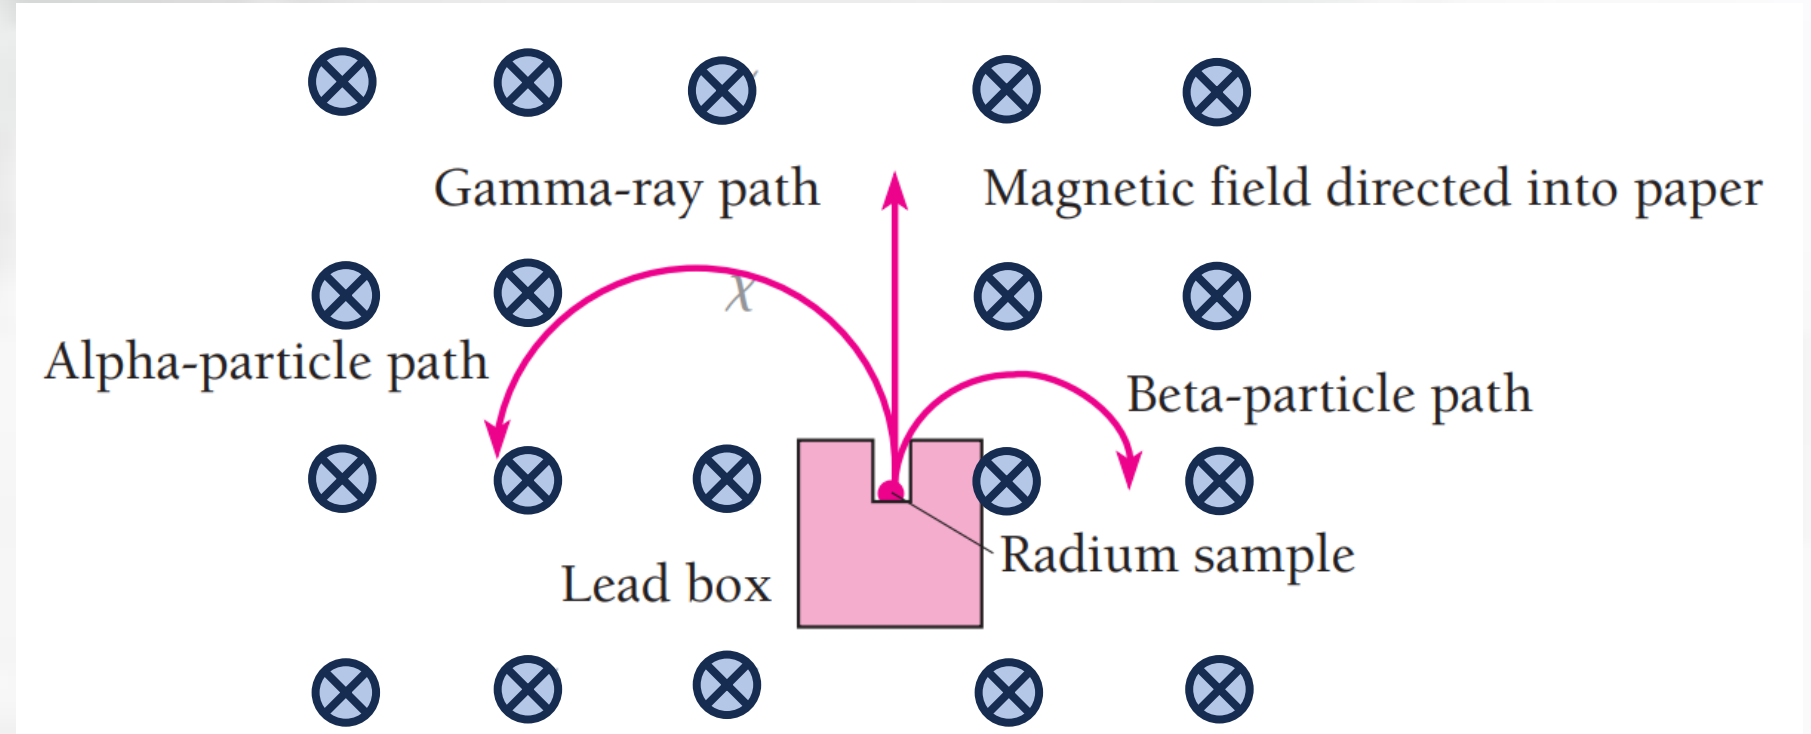 Gamma-ray path
Magnetic field directed into paper
χ
Alpha-particle path
Beta-particle path
Radium sample
Lead box